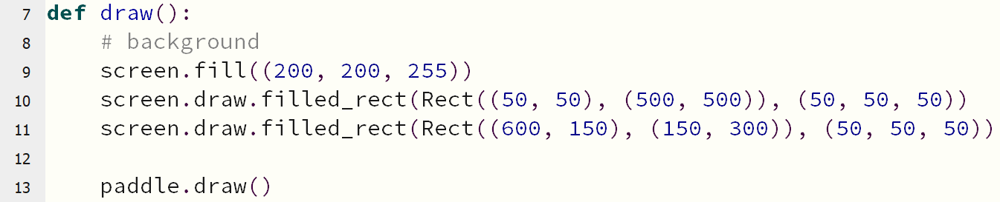 7 def draw():
8     # background
9     screen.fill((200, 200, 255))
10     screen.draw.filled_rect(Rect((50, 50), (500, 500)), (50, 50, 50))
11     screen.draw.filled_rect(Rect((600, 150), (150, 300)), (50, 50, 50))
12
13     paddle.draw()